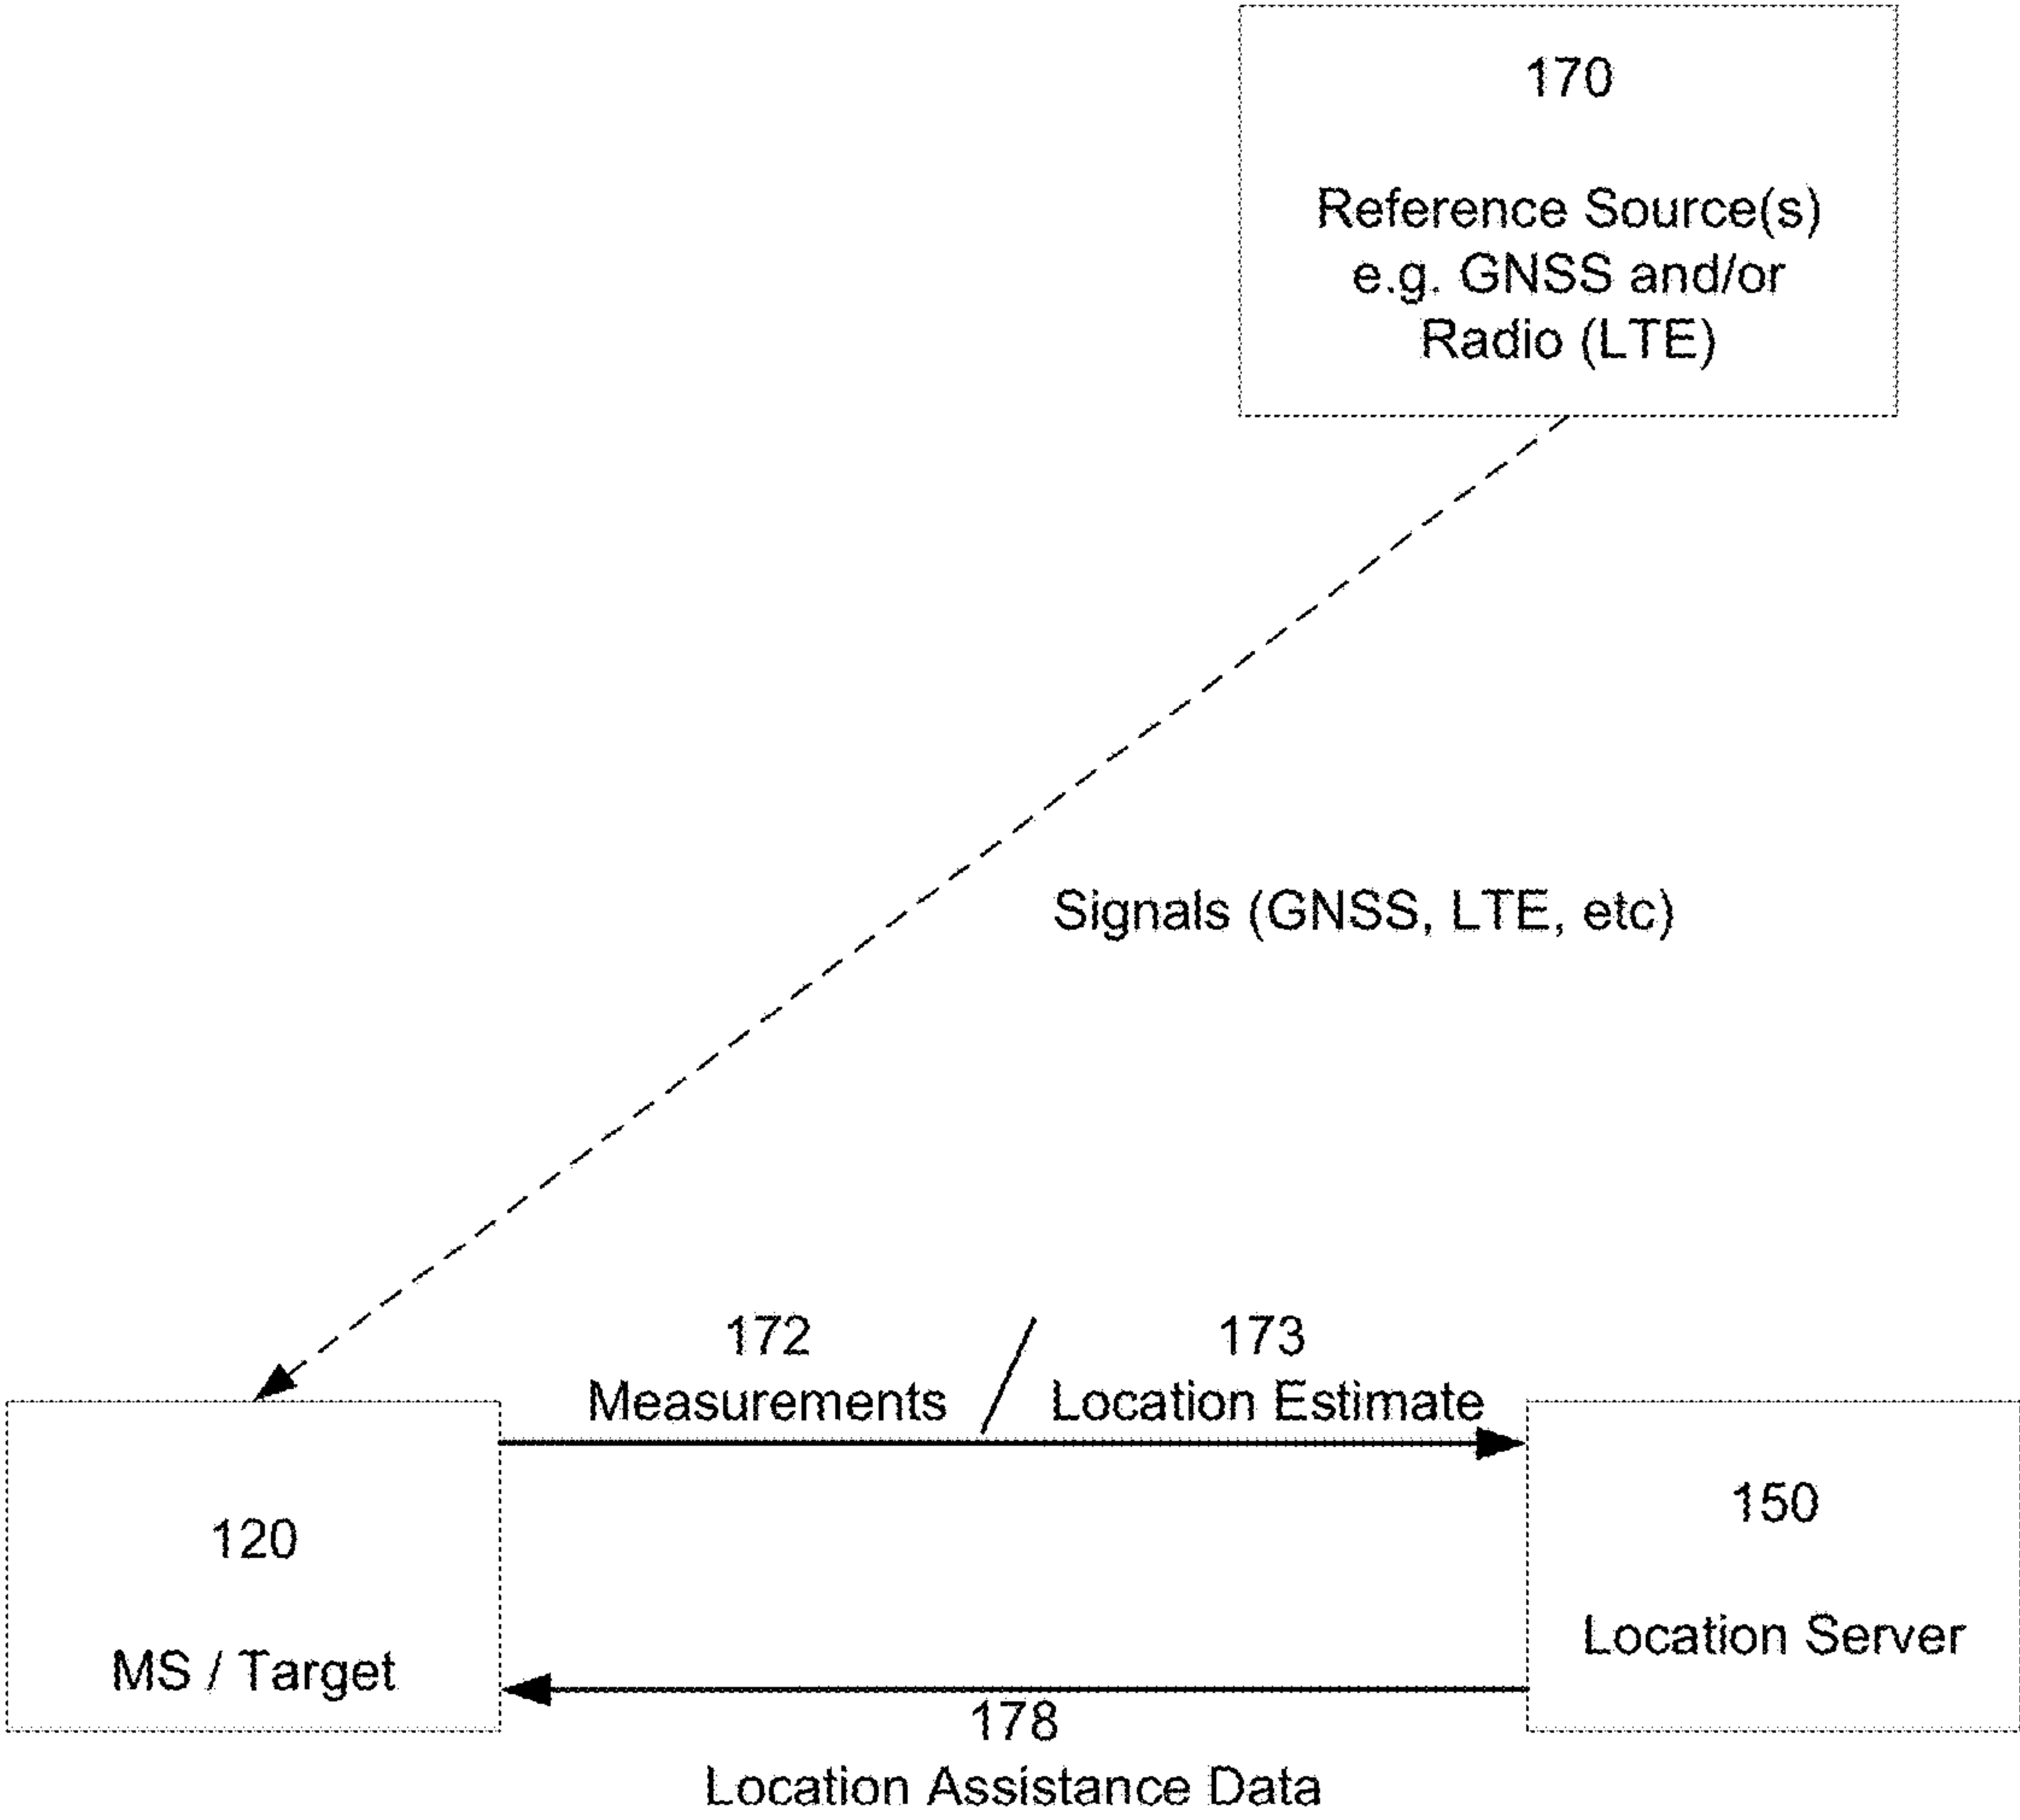 170
Reference Source(s)
e.g. GNSS and/or
Radio (LTE)
Signals (GNSS, LTE, etc)
172 / 173
Measurements Location Estimate
120
MS / Target
150
Location Server
178
Location Assistance Data